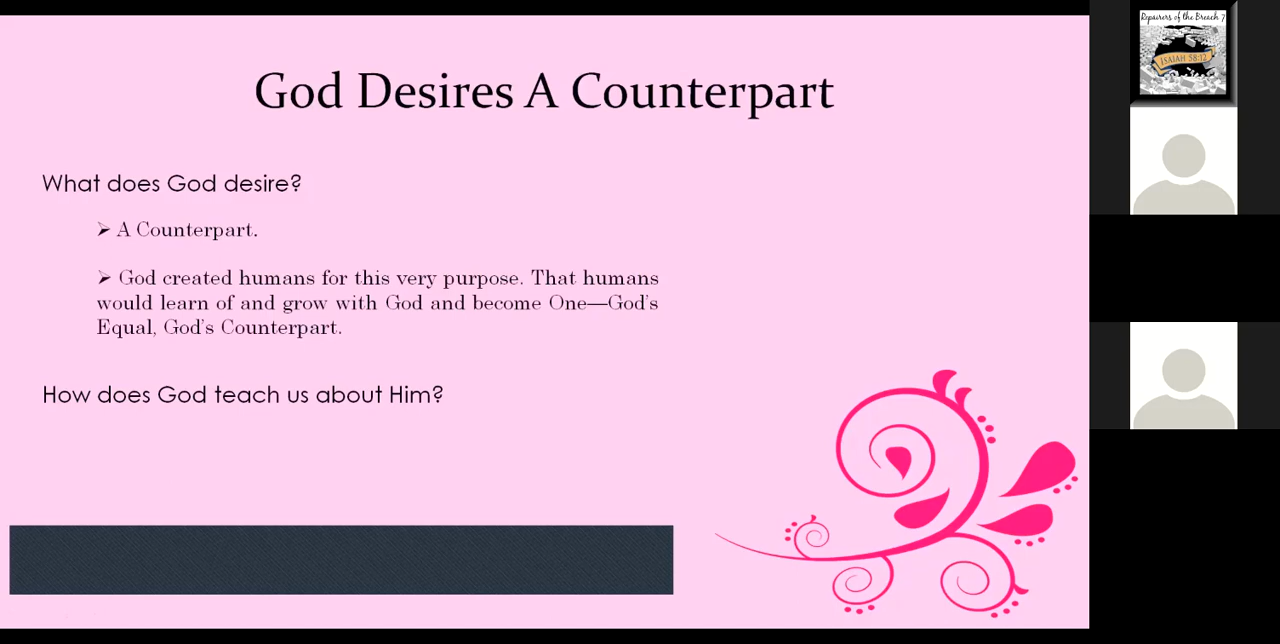 God Desires A Counterpart
What does God desire?
➢ A Counterpart.
➢ God created humans for this very purpose. That humans
would learn of and grow with God and become One—God's
Equal, God's Counterpart.
How does God teach us about Him?
Repairers of the Breach 7
ISAIAH 58:12